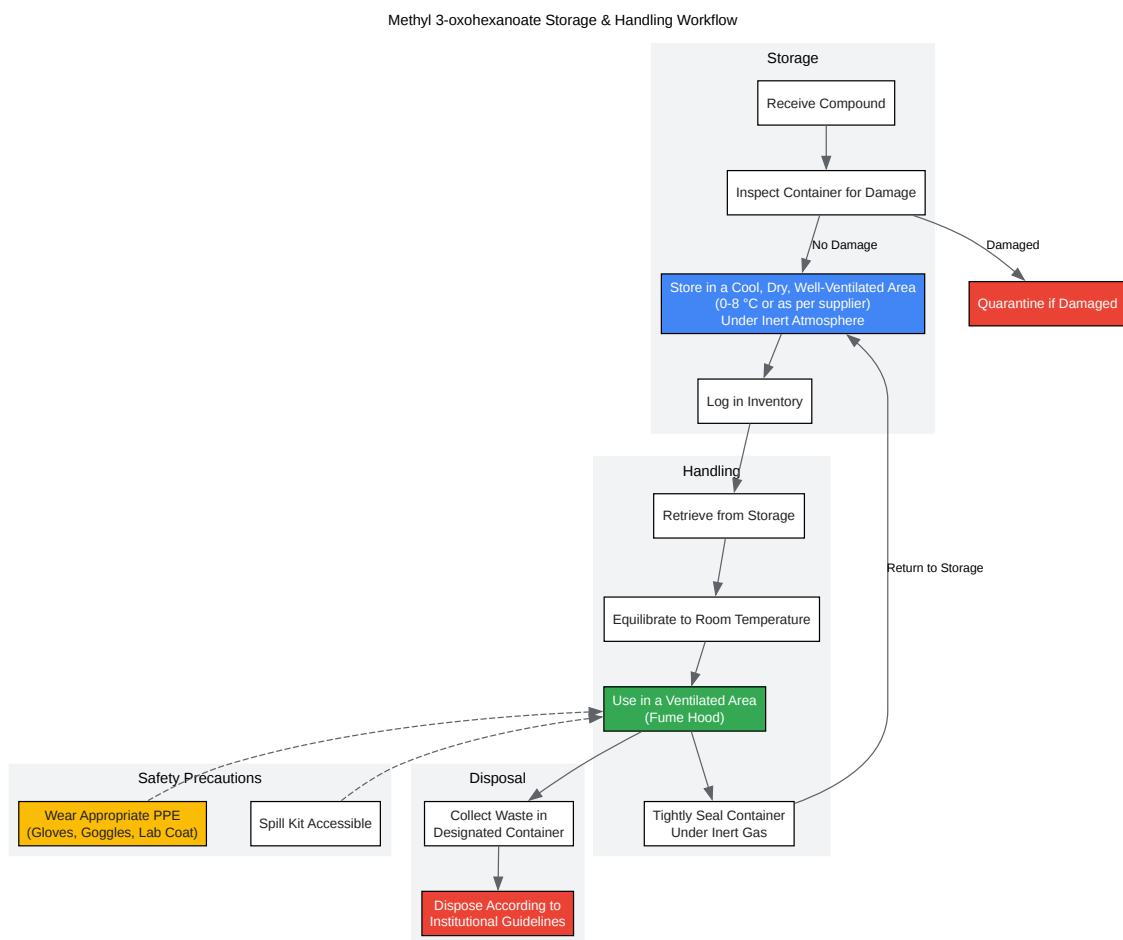 Methyl 3-oxohexanoate Storage & Handling Workflow
Storage
Receive Compound
Inspect Container for Damage
No Damage
Damaged
Store in a Cool, Dry, Well-Ventilated Area
(0-8 °C or as per supplier)
Under Inert Atmosphere
Quarantine if Damaged
Log in Inventory
Handling
Retrieve from Storage
Return to Storage
Equilibrate to Room Temperature
Use in a Ventilated Area
(Fume Hood)
Safety Precautions
Wear Appropriate PPE
(Gloves, Goggles, Lab Coat)
Spill Kit Accessible
Disposal
Collect Waste in
Designated Container
Tightly Seal Container
Under Inert Gas
Dispose According to
Institutional Guidelines